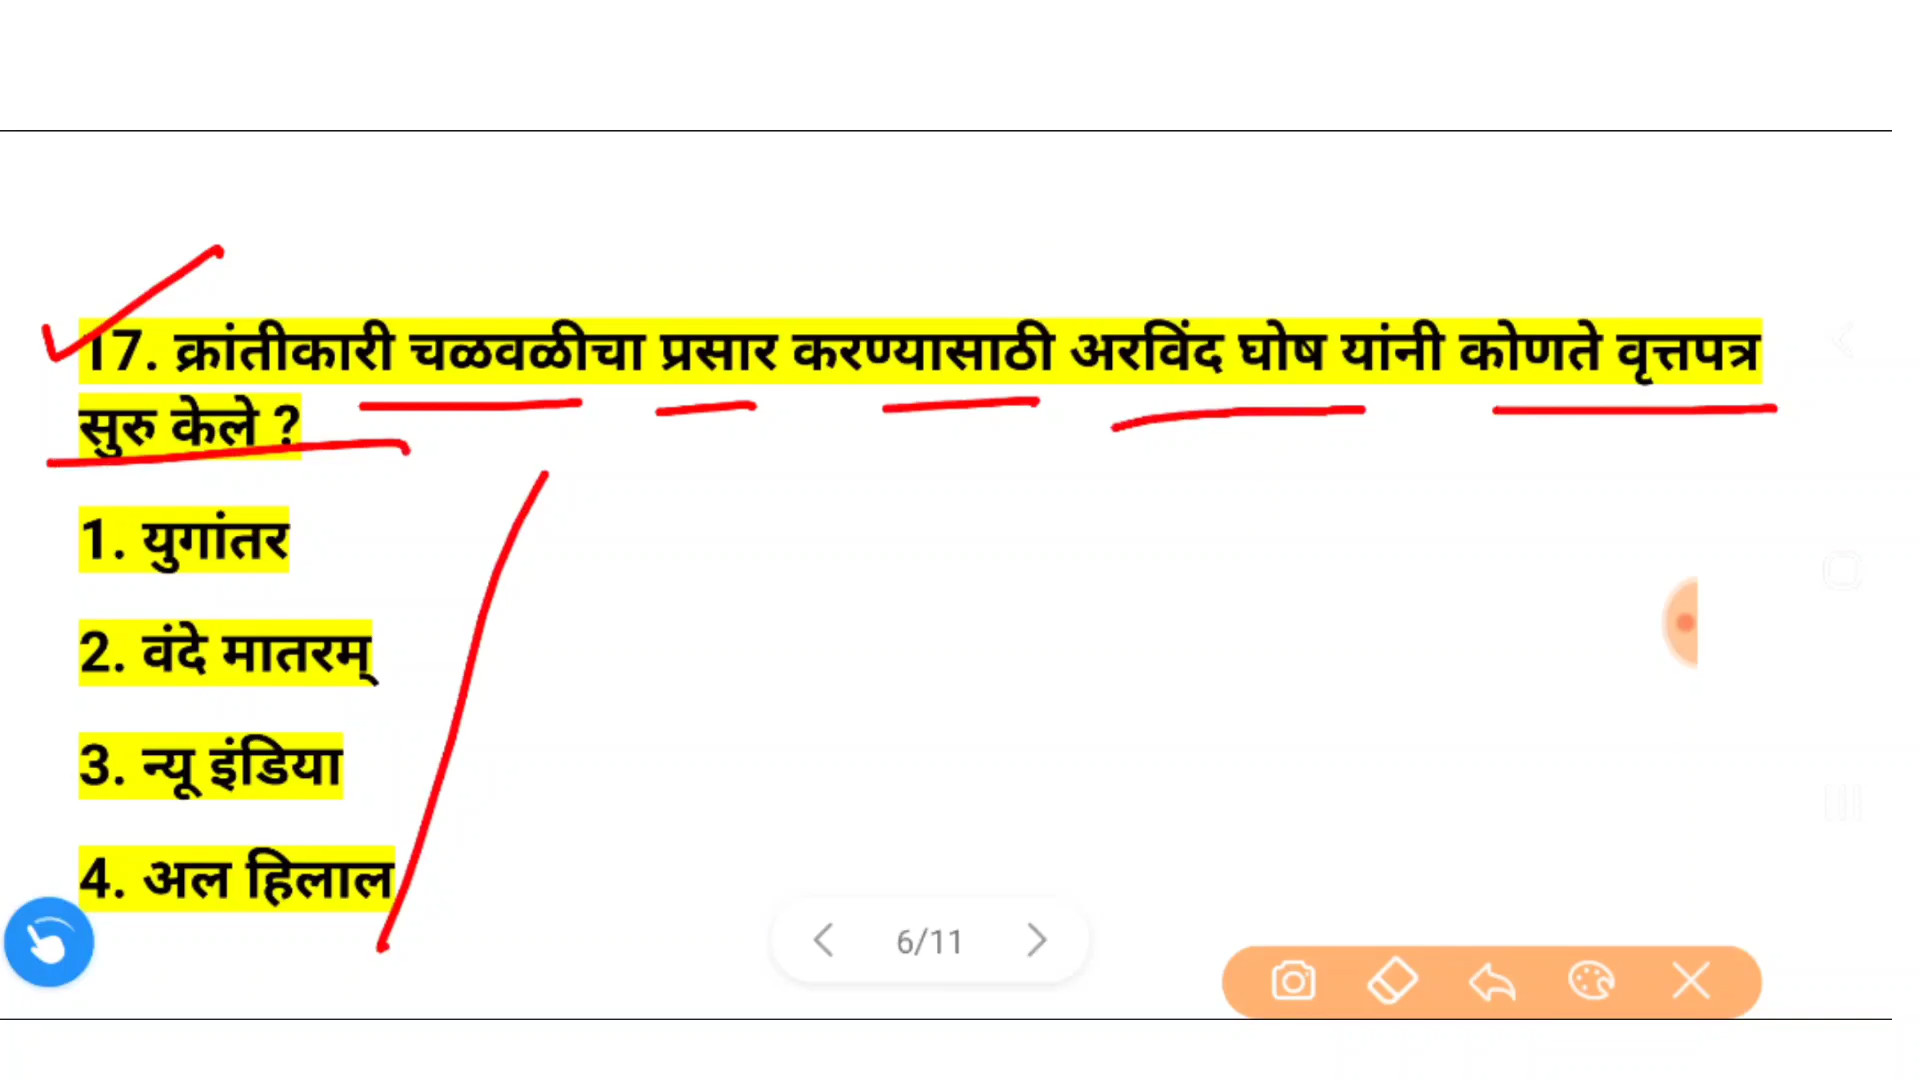 17. क्रांतीकारी चळवळीचा प्रसार करण्यासाठी अरविंद घोष यांनी कोणते वृत्तपत्र
सुरु केले ?
1. युगांतर
2. वंदे मातरम्
3. न्यू इंडिया
4. अल हिलाल
6/11